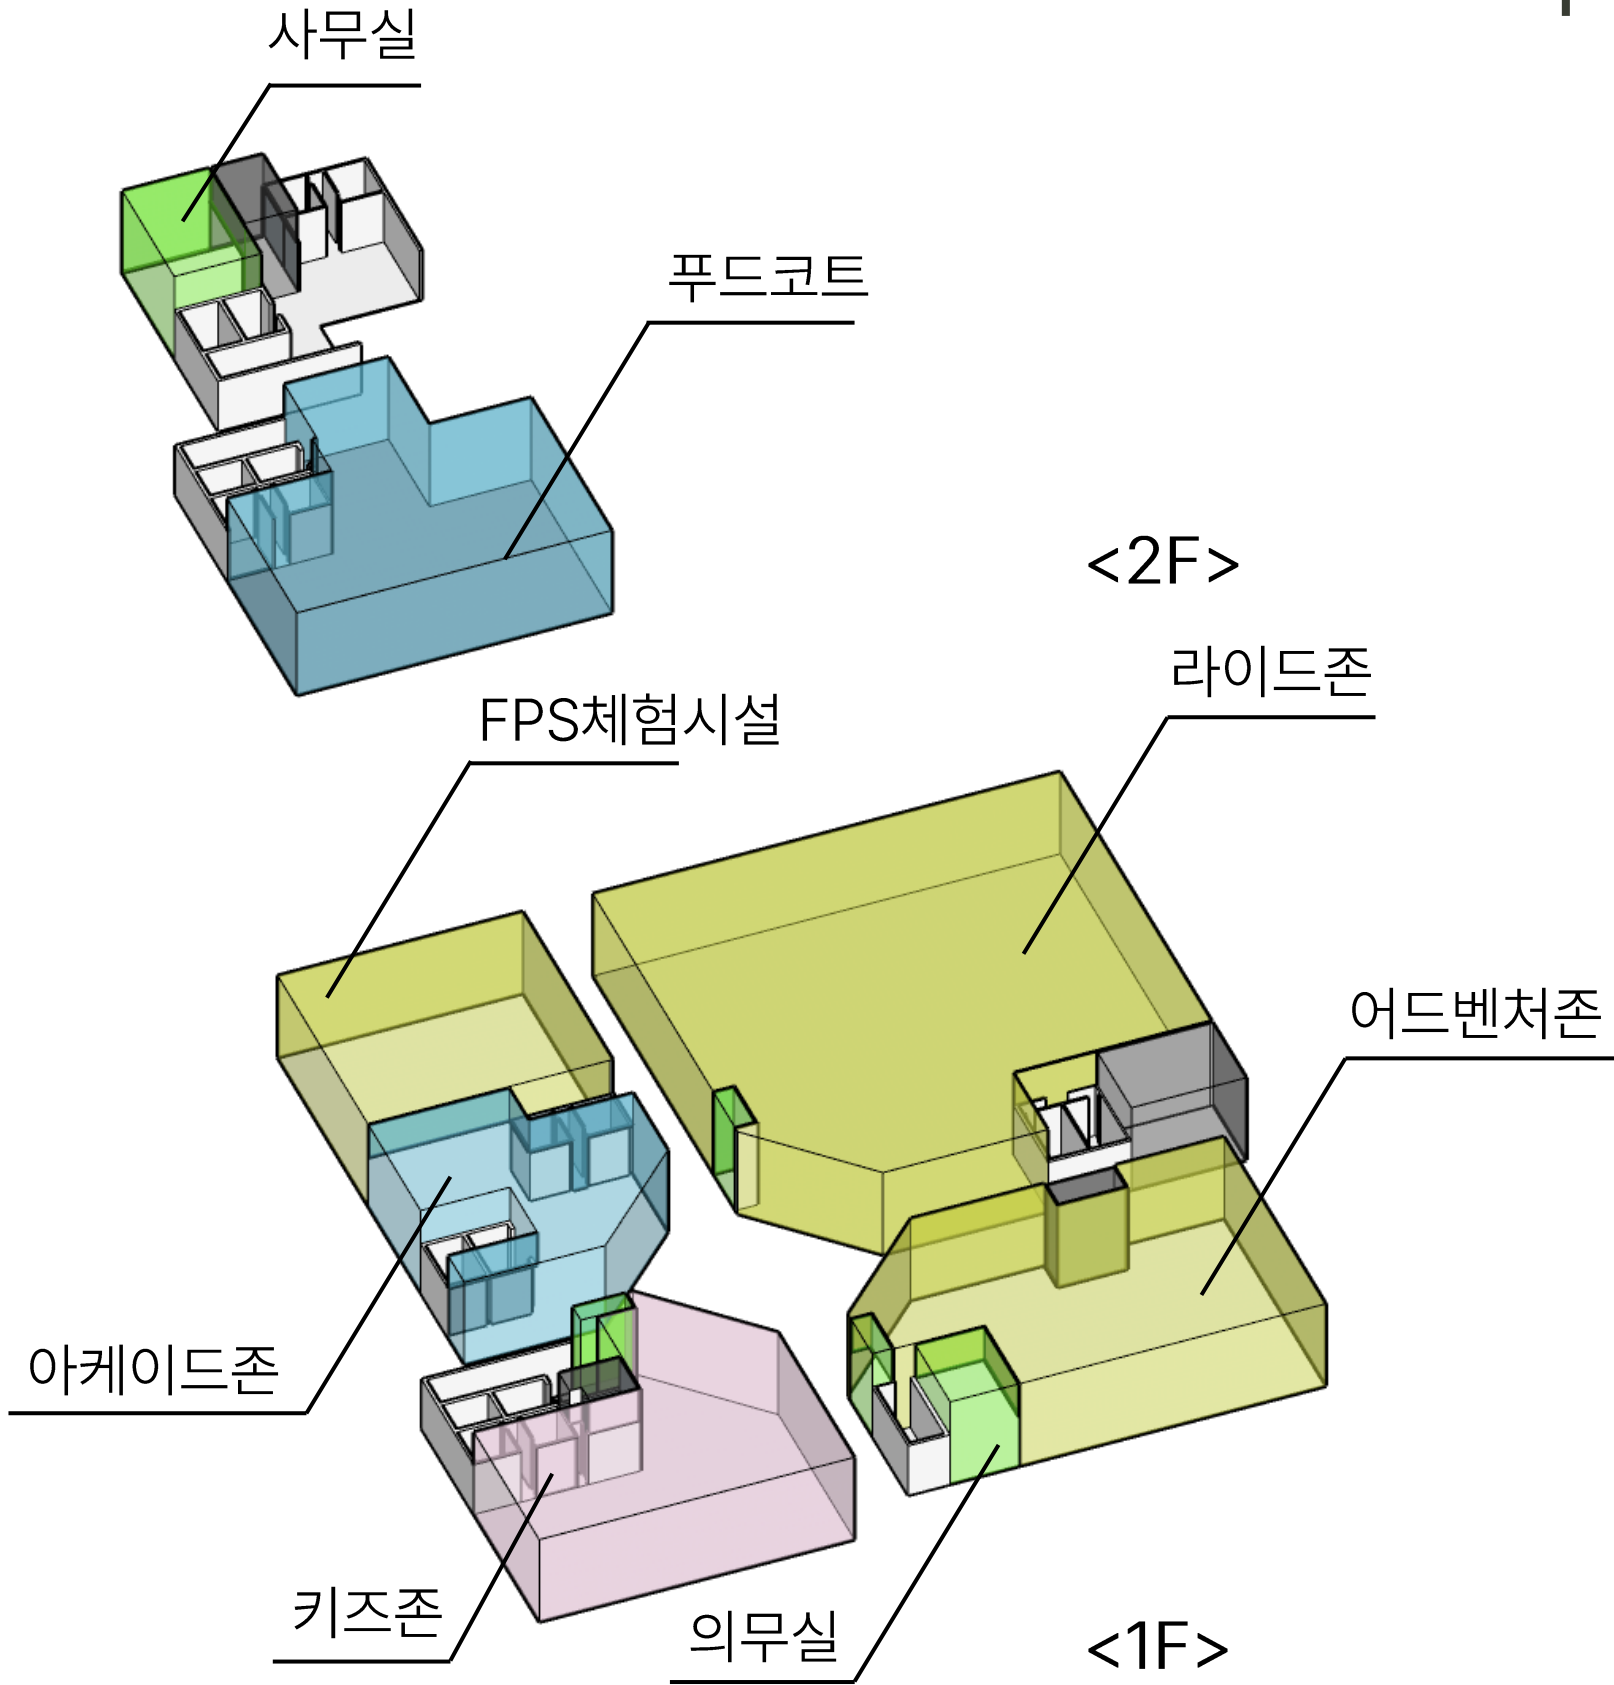 사무실
푸드코트
<2F>
라이드존
FPS체험시설
어드벤처존
아케이드존
키즈존
의무실
<1F>